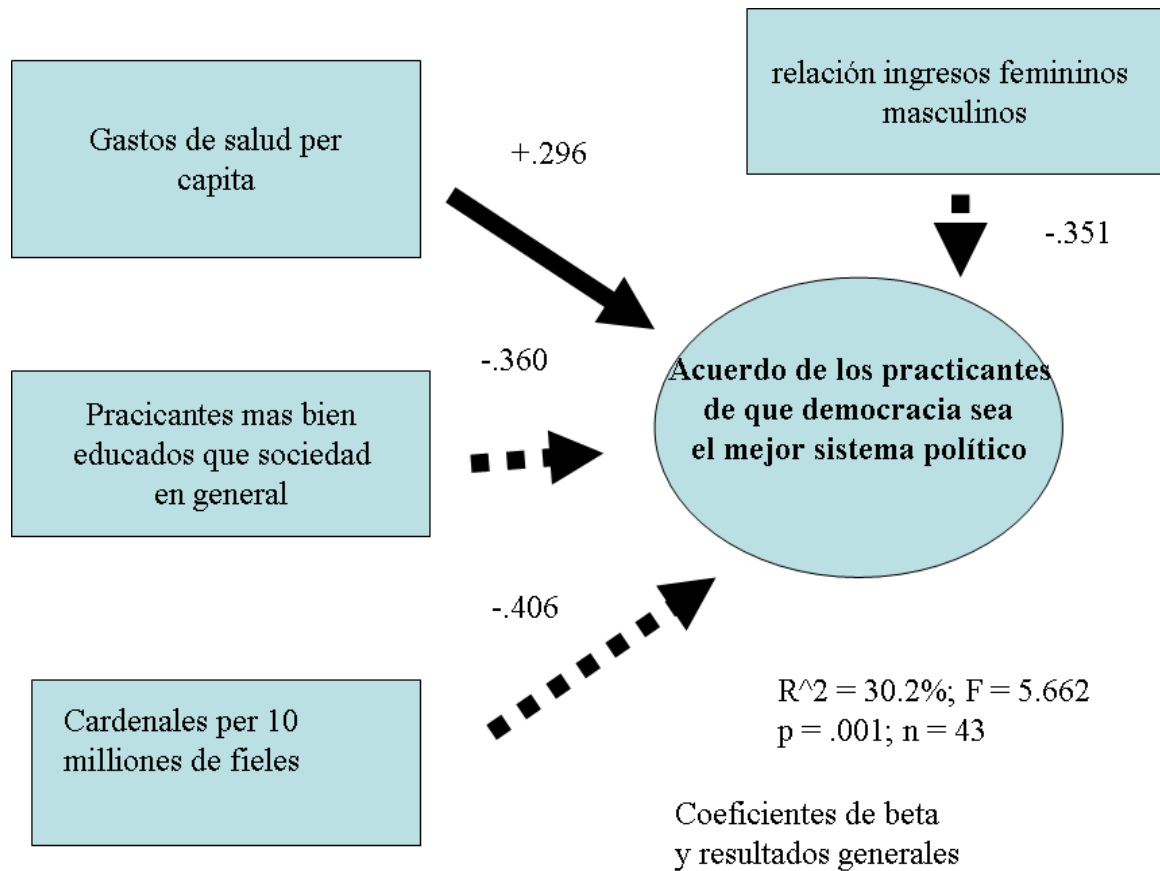 Gastos de salud per
capita
+.296
relación ingresos femininos
masculinos
-.351
Pracicantes mas bien
educados que sociedad
en general
-.360
Acuerdo de los practicantes
de que democracia sea
el mejor sistema político
Cardenales per 10
milliones de fieles
-.406
R^2 = 30.2%; F = 5.662
p = .001; n = 43
Coeficientes de beta
y resultados generales